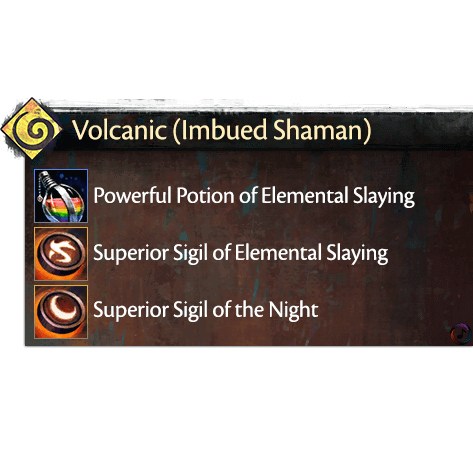 Volcanic (Imbued Shaman)
Powerful Potion of Elemental Slaying
Superior Sigil of Elemental Slaying
Superior Sigil of the Night